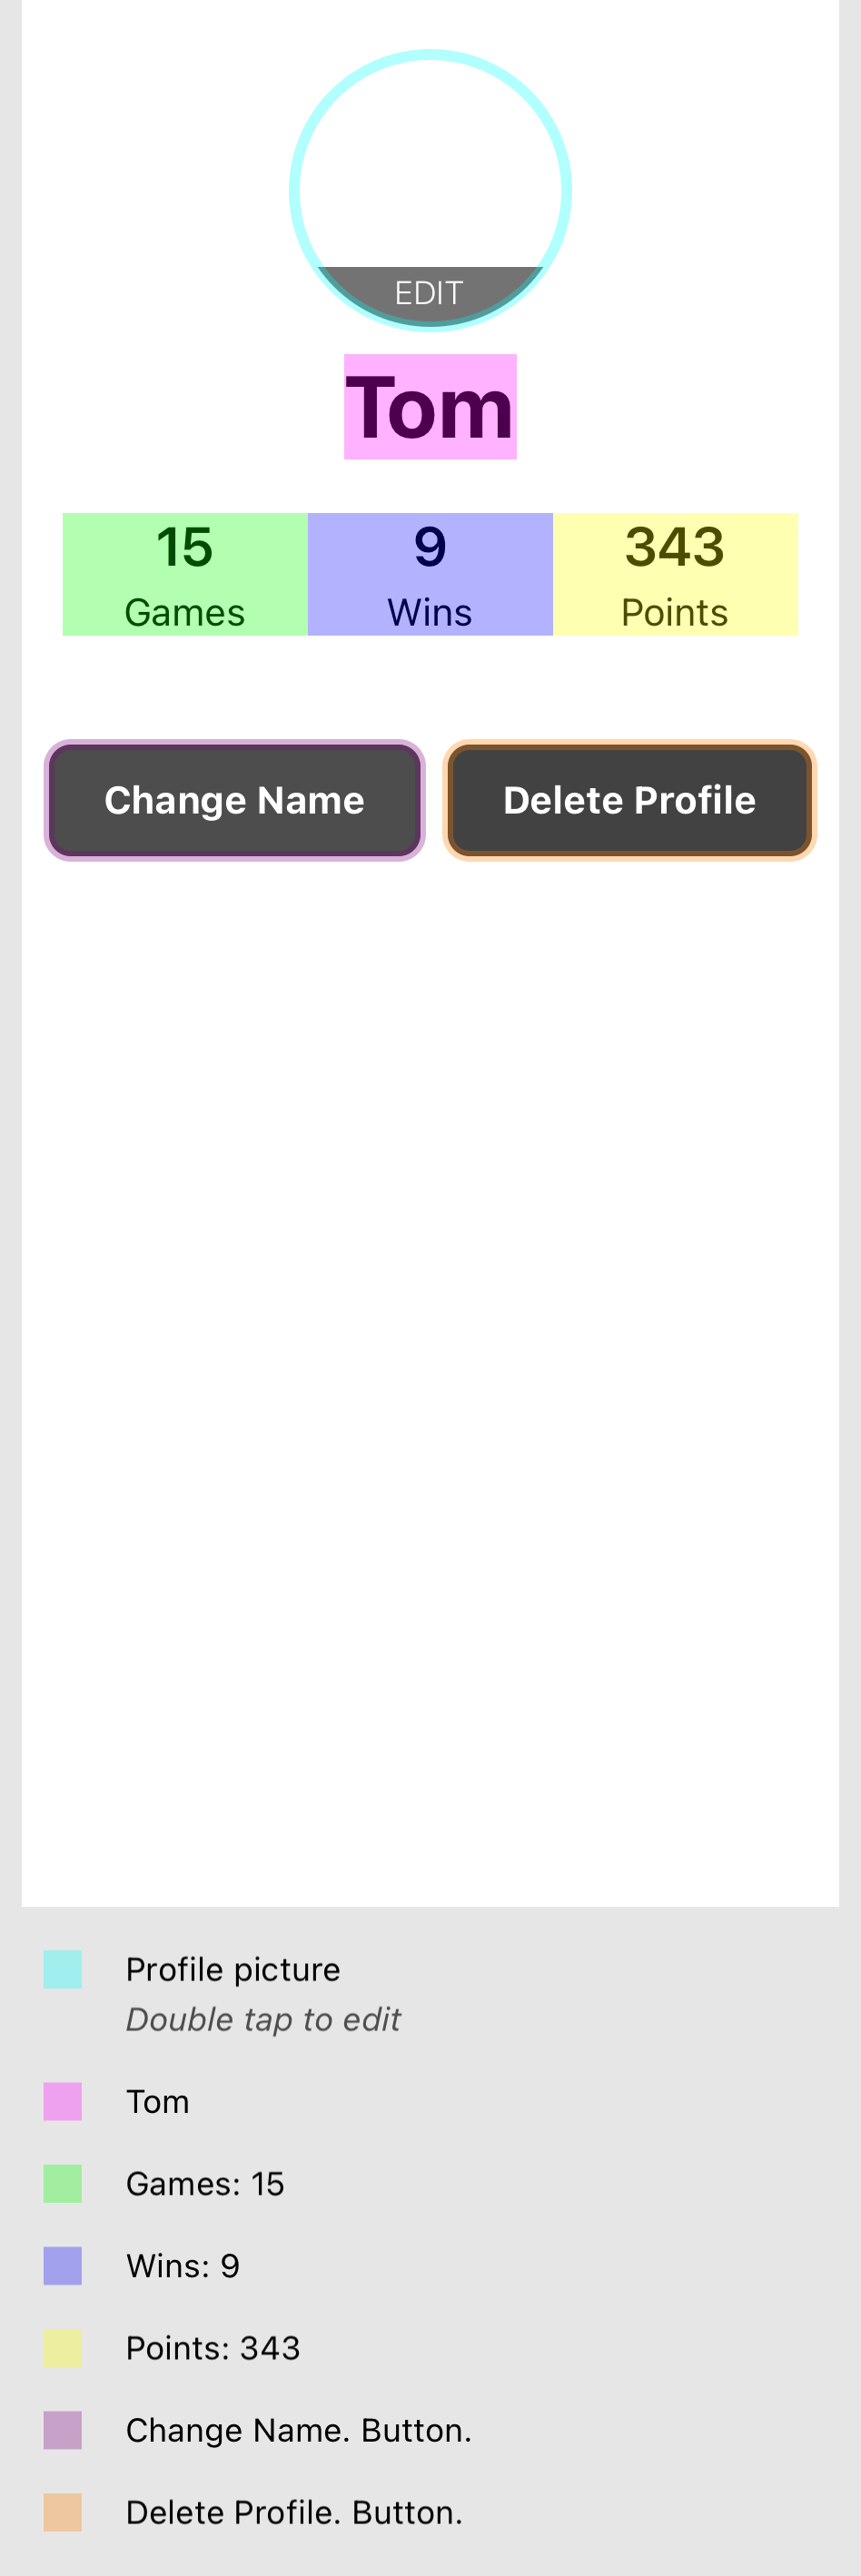 EDIT
Tom
15 9 343
Games Wins Points
Change Name Delete Profile
Profile picture
Double tap to edit
Tom
Games: 15
Wins: 9
Points: 343
Change Name. Button.
Delete Profile. Button.